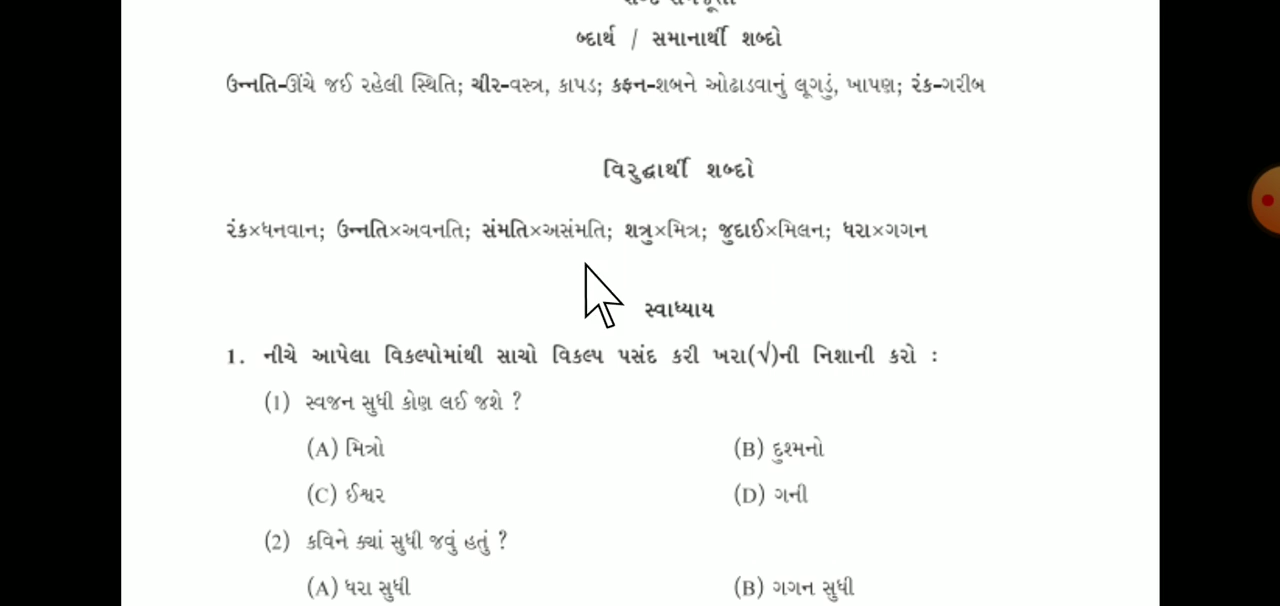 બ્દાર્થ / સમાનાર્થી શબ્દો
ઉન્નતિ-ઊંચે જઈ રહેલી સ્થિતિ; ચીર-વસ્ત્ર, કાપડ; કફન-શબને ઓઢાડવાનું લૂગડું, ખાપણ; રંક-ગરીબ
વિરુદ્ધાર્થી શબ્દો
રંક×ધનવાન; ઉન્નતિ×અવનતિ; સંમતિ×અસંમતિ; શત્રુ×મિત્ર; જુદાઈ×મિલન; ધરા×ગગન
સ્વાધ્યાય
1. નીચે આપેલા વિકલ્પોમાંથી સાચો વિકલ્પ પસંદ કરી ખરા(√)ની નિશાની કરો :
(1) સ્વજન સુધી કોણ લઈ જશે ?
(A) મિત્રો (B) દુશ્મનો
(C) ઈશ્વર (D) ગની
(2) કવિને ક્યાં સુધી જવું હતું ?
(A) ધરા સુધી (B) ગગન સુધી